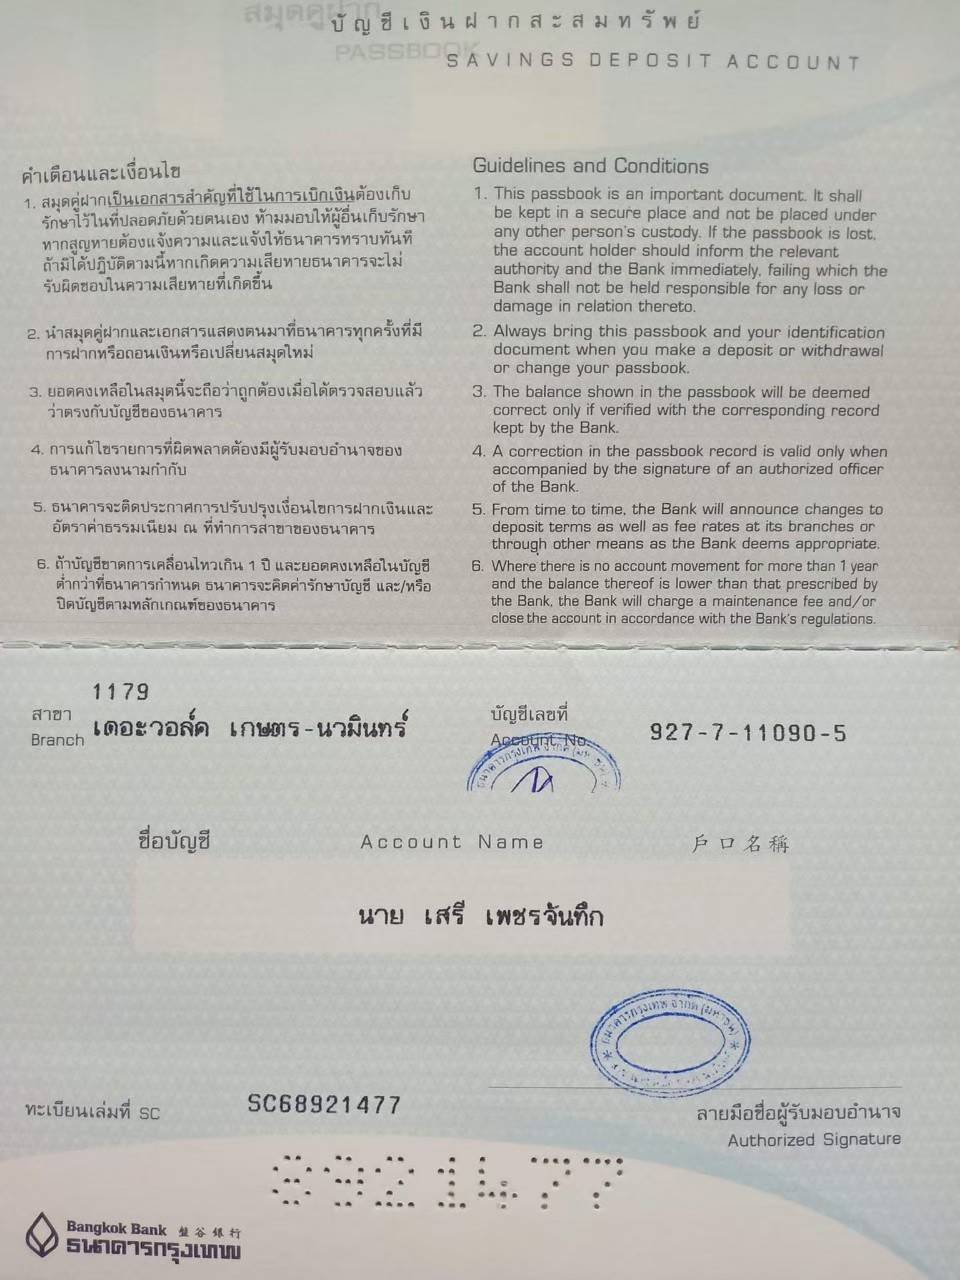 สมุดคู่ฝาก
PASSBOOK
บัญชีเงินฝากสะสมทรัพย์
SAVINGS DEPOSIT ACCOUNT
คำเตือนและเงื่อนไข
1. สมุดคู่ฝากเป็นเอกสารสำคัญที่ใช้ในการเบิกเงินต้องเก็บ
รักษาไว้ในที่ปลอดภัยด้วยตนเอง ห้ามมอบให้ผู้อื่นเก็บรักษา
หากสูญหายต้องแจ้งความและแจ้งให้ธนาคารทราบทันที
ถ้ามิได้ปฏิบัติตามนี้หากเกิดความเสียหายธนาคารจะไม่
รับผิดชอบในความเสียหายที่เกิดขึ้น
2. นำสมุดคู่ฝากและเอกสารแสดงตนมาที่ธนาคารทุกครั้งที่มี
การฝากหรือถอนเงินหรือเปลี่ยนสมุดใหม่
3. ยอดคงเหลือในสมุดนี้จะถือว่าถูกต้องเมื่อได้ตรวจสอบแล้ว
ว่าตรงกับบัญชีของธนาคาร
4. การแก้ไขรายการที่ผิดพลาดต้องมีผู้รับมอบอำนาจของ
ธนาคารลงนามกำกับ
5. ธนาคารจะติดประกาศการปรับปรุงเงื่อนไขการฝากเงินและ
อัตราค่าธรรมเนียม ณ ที่ทำการสาขาของธนาคาร
6. ถ้าบัญชีขาดการเคลื่อนไหวเกิน 1 ปี และยอดคงเหลือในบัญชี
ต่ำกว่าที่ธนาคารกำหนด ธนาคารจะคิดค่ารักษาบัญชี และ/หรือ
ปิดบัญชีตามหลักเกณฑ์ของธนาคาร
Guidelines and Conditions
1. This passbook is an important document. It shall
be kept in a secure place and not be placed under
any other person's custody. If the passbook is lost,
the account holder should inform the relevant
authority and the Bank immediately, failing which the
Bank shall not be held responsible for any loss or
damage in relation thereto.
2. Always bring this passbook and your identification
document when you make a deposit or withdrawal
or change your passbook.
3. The balance shown in the passbook will be deemed
correct only if verified with the corresponding record
kept by the Bank.
4. A correction in the passbook record is valid only when
accompanied by the signature of an authorized officer
of the Bank.
5. From time to time, the Bank will announce changes to
deposit terms as well as fee rates at its branches or
through other means as the Bank deems appropriate.
6. Where there is no account movement for more than 1 year
and the balance thereof is lower than that prescribed by
the Bank, the Bank will charge a maintenance fee and/or
close the account in accordance with the Bank's regulations.
1179
สาขา
Branch เดอะวอล์ค เกษตร-นวมินทร์
บัญชีเลขที่
Account No. 927-7-11090-5
ธนาคารกรุงเทพ จำกัด (มหาชน)
ชื่อบัญชี Account Name 戶口名稱
นาย เสรี เพชรจันทึก
ธนาคารกรุงเทพ จำกัด (มหาชน)
ทะเบียนเล่มที่ SC SC68921477
ลายมือชื่อผู้รับมอบอำนาจ
Authorized Signature
8921477
Bangkok Bank 盤谷銀行
ธนาคารกรุงเทพ